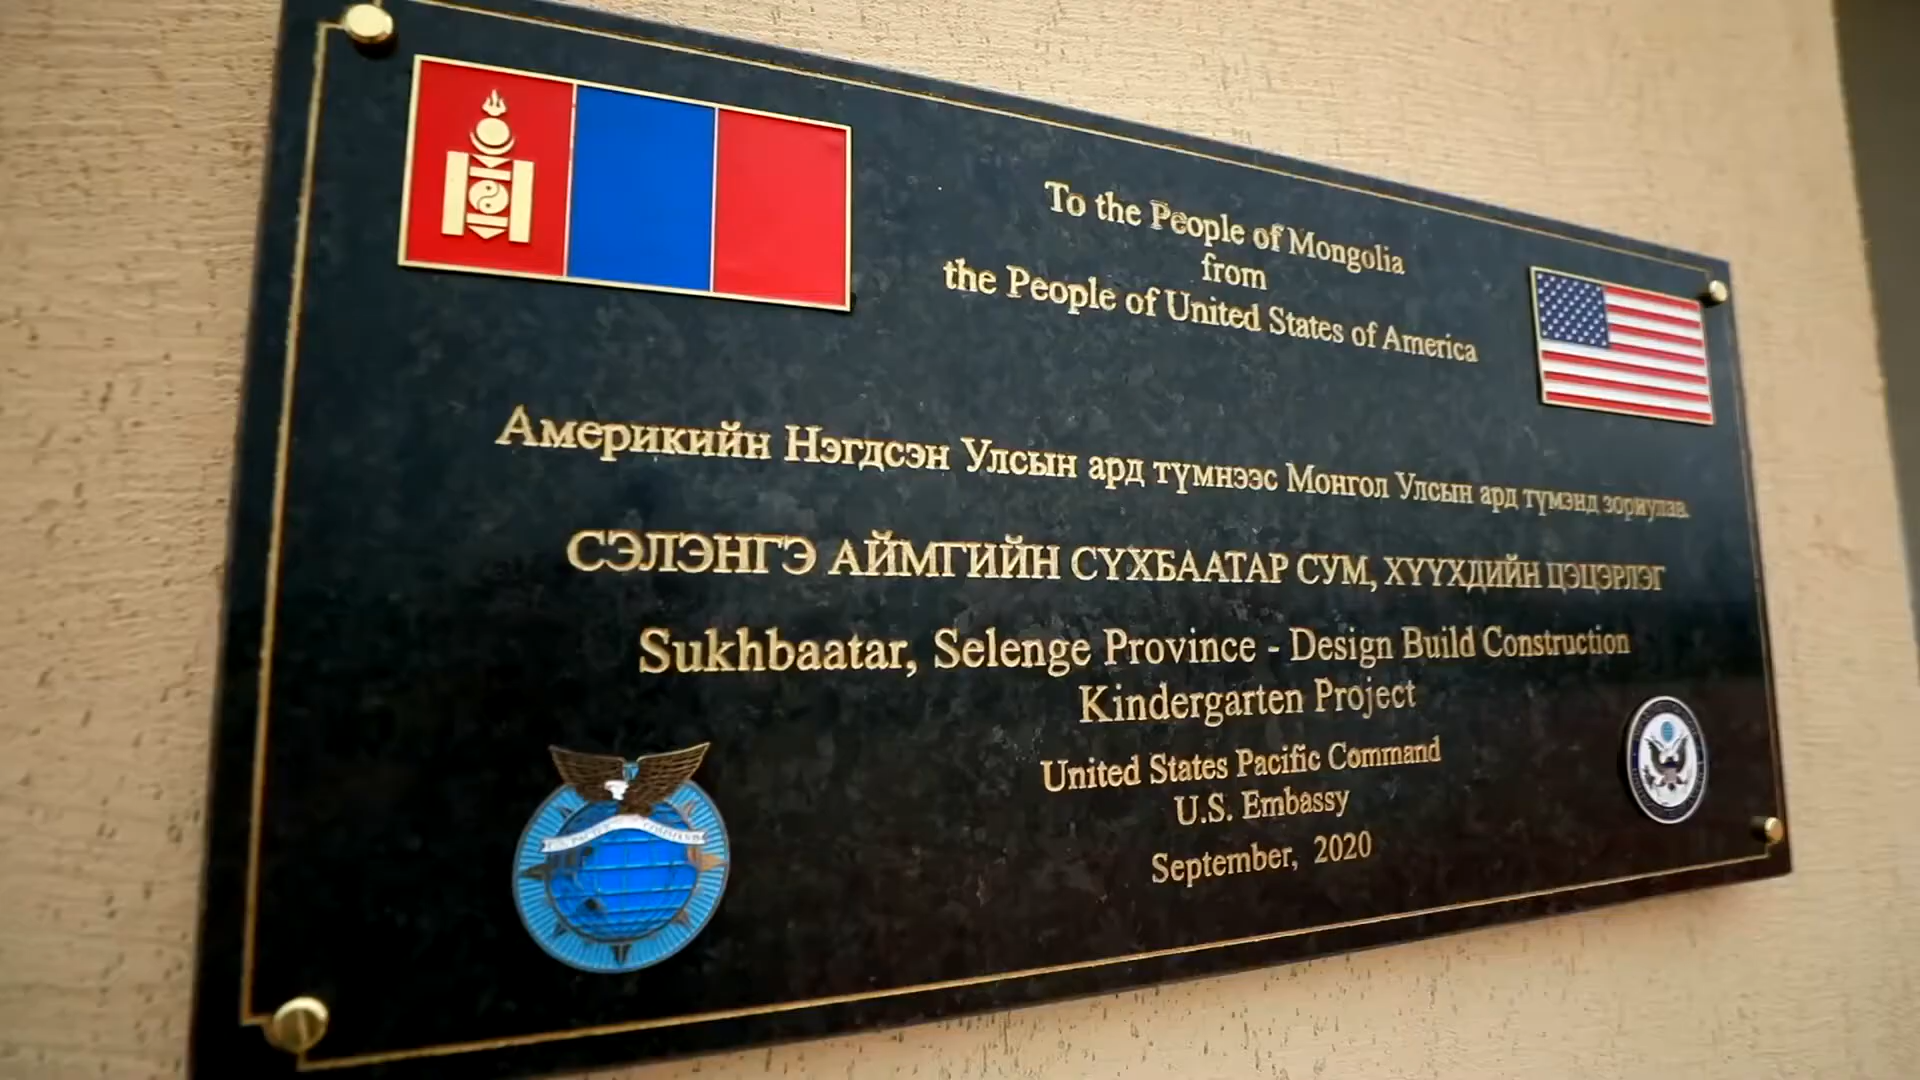 To the People of Mongolia
from
the People of United States of America
Америкийн Нэгдсэн Улсын ард түмнээс Монгол Улсын ард түмэнд зориулав.
СЭЛЭНГЭ АЙМГИЙН СҮХБААТАР СУМ, ХҮҮХДИЙН ЦЭЦЭРЛЭГ
Sukhbaatar, Selenge Province - Design Build Construction
Kindergarten Project
United States Pacific Command
U.S. Embassy
September, 2020